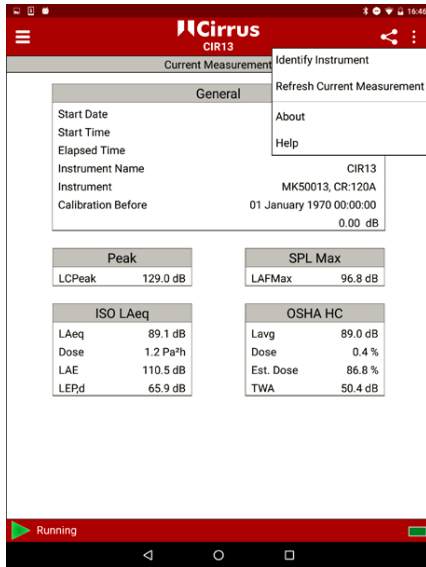 16:46
Cirrus
CIR13
Current Measurement
Identify Instrument
Refresh Current Measurement
About
Help
General
Start Date
Start Time
Elapsed Time
Instrument Name CIR13
Instrument MK50013, CR:120A
Calibration Before 01 January 1970 00:00:00
0.00 dB
Peak
LCPeak 129.0 dB
SPL Max
LAFMax 96.8 dB
ISO LAeq
LAeq 89.1 dB
Dose 1.2 Pa²h
LAE 110.5 dB
LEP,d 65.9 dB
OSHA HC
Lavg 89.0 dB
Dose 0.4 %
Est. Dose 86.8 %
TWA 50.4 dB
Running